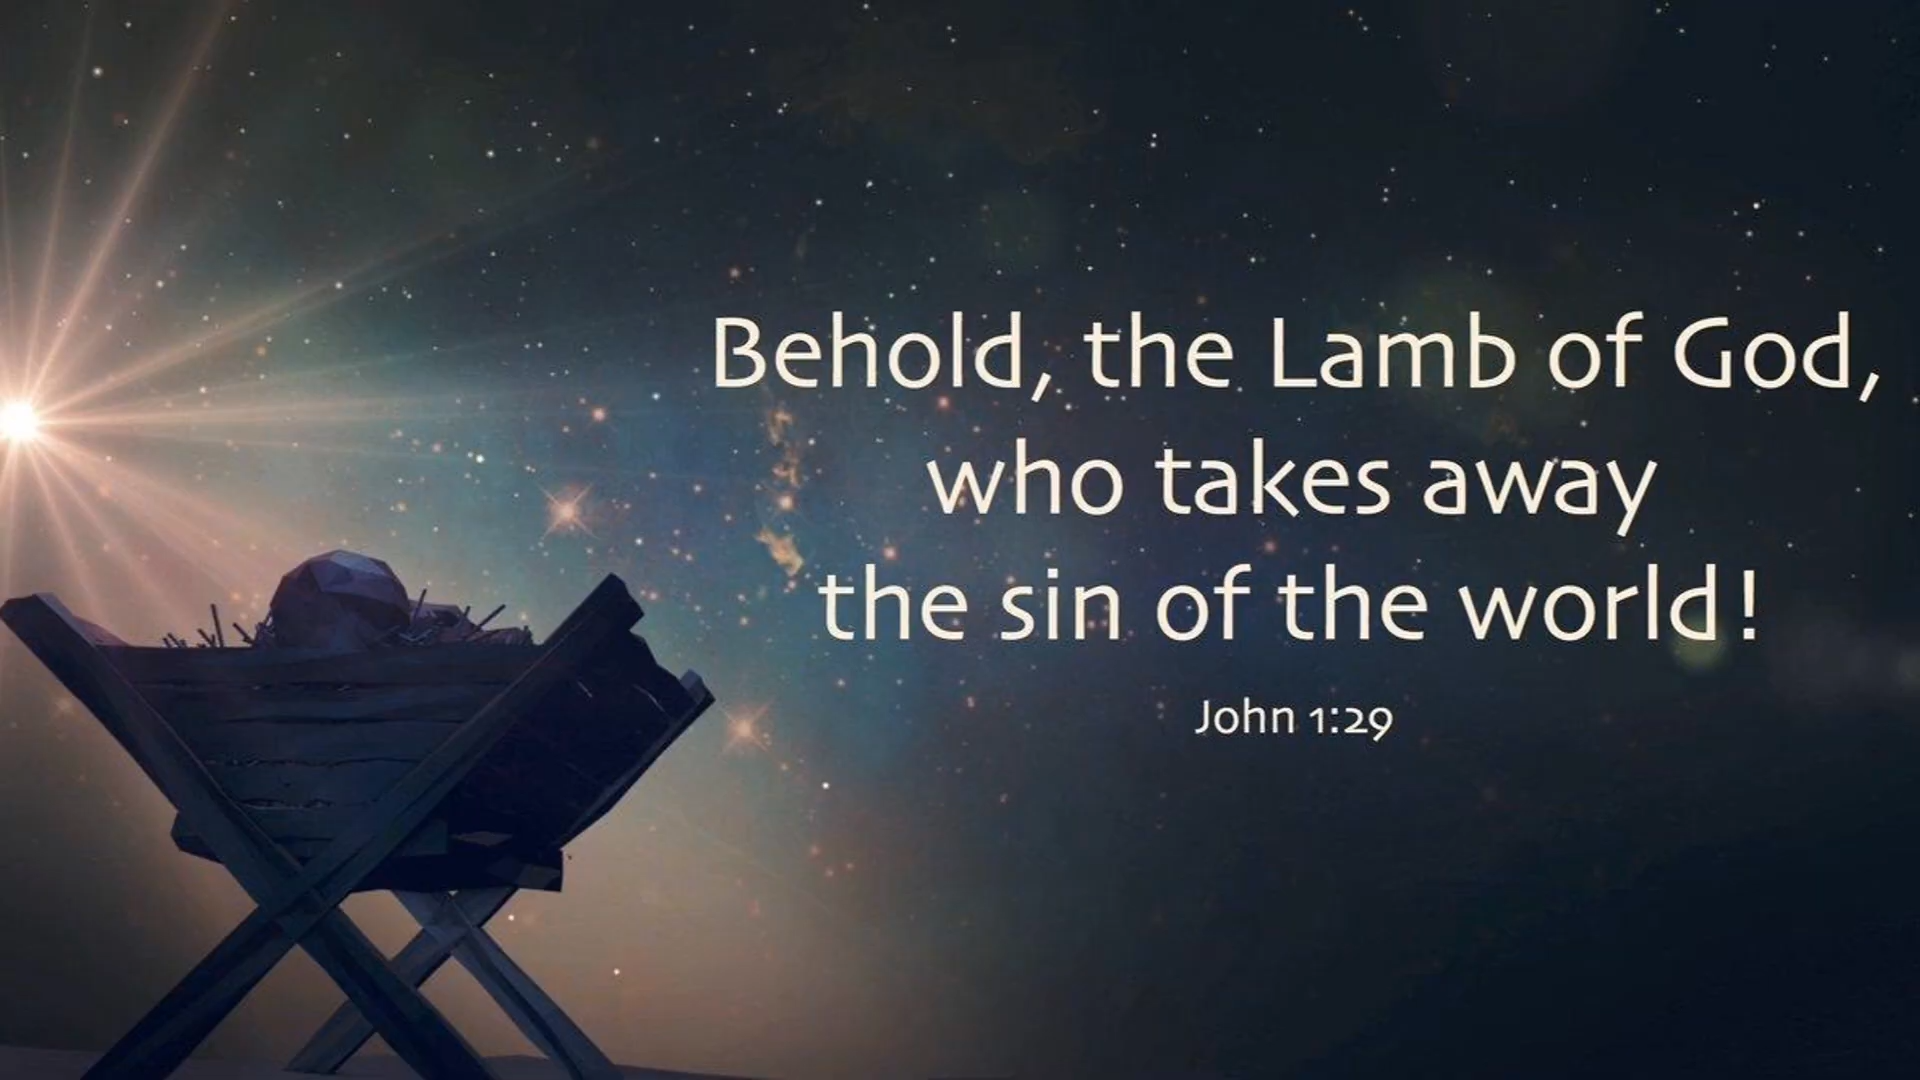 Behold, the Lamb of God,
who takes away
the sin of the world!
John 1:29